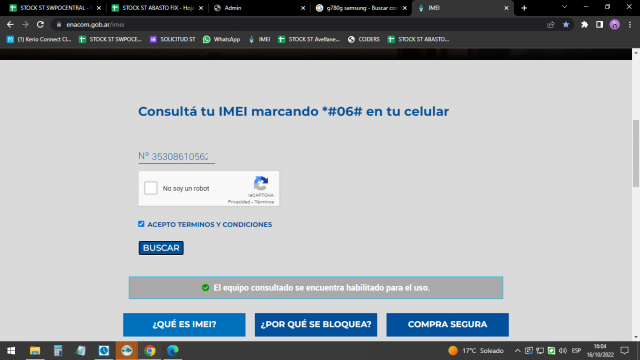 STOCK ST SWPOCENTRAL -
STOCK ST ABASTO FIX - Hoj
Admin
g780g samsung - Buscar co
IMEI
enacom.gob.ar/imei
(1) Kerio Connect Cl...
STOCK ST SWPOCE...
SOLICITUD ST
WhatsApp
IMEI
STOCK ST Avellane...
CODERS
STOCK ST ABASTO...
Consultá tu IMEI marcando *#06# en tu celular
N° 35308610562
No soy un robot
reCAPTCHA
Privacidad - Términos
ACEPTO TERMINOS Y CONDICIONES
BUSCAR
El equipo consultado se encuentra habilitado para el uso.
¿QUÉ ES IMEI?
¿POR QUÉ SE BLOQUEA?
COMPRA SEGURA
17°C Soleado
ESP
16:04
16/10/2022